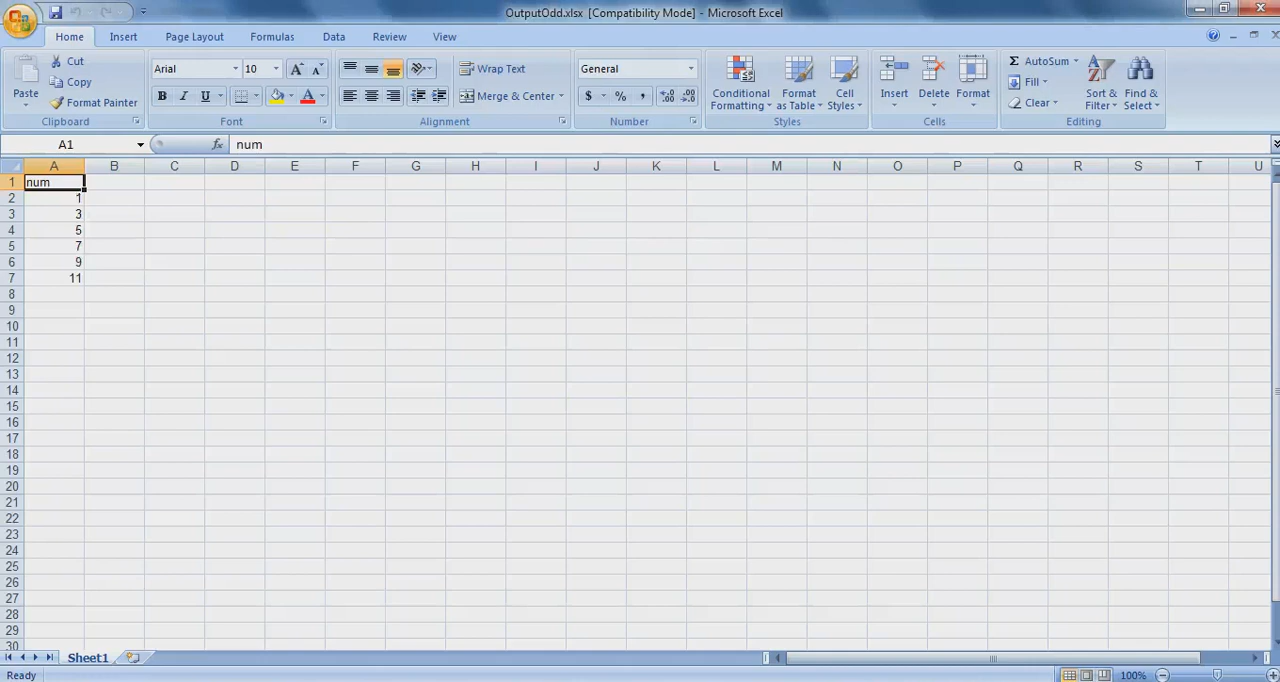 OutputOdd.xlsx [Compatibility Mode] - Microsoft Excel
Home Insert Page Layout Formulas Data Review View
Paste
Cut
Copy
Format Painter
Clipboard
Arial 10
B I U A
Font
Wrap Text
Merge & Center
Alignment
General
$ % ,
Number
Conditional Formatting
Format as Table
Cell Styles
Styles
Insert
Delete
Format
Cells
Σ AutoSum
Fill
Clear
Sort & Filter
Find & Select
Editing
A1 fx num
A B C D E F G H I J K L M N O P Q R S T U
1 num
2 1
3 3
4 5
5 7
6 9
7 11
8
9
10
11
12
13
14
15
16
17
18
19
20
21
22
23
24
25
26
27
28
29
30
Sheet1
Ready 100%